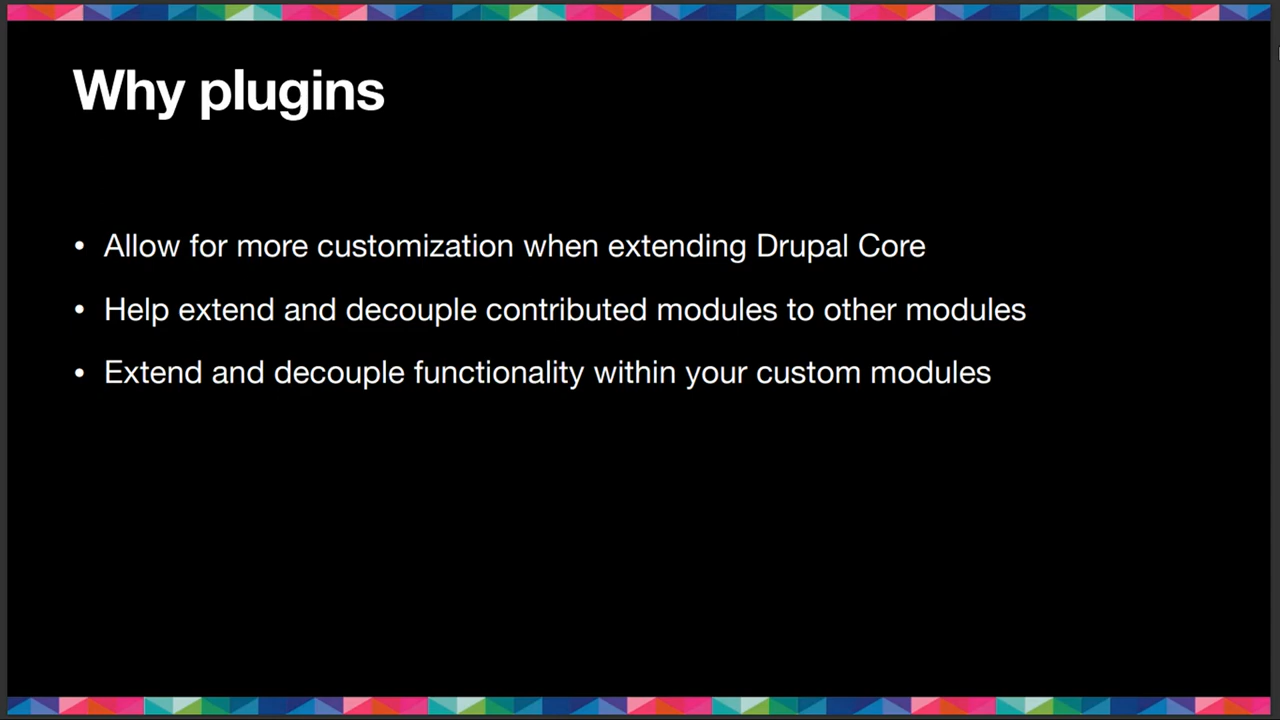 Why plugins
• Allow for more customization when extending Drupal Core
• Help extend and decouple contributed modules to other modules
• Extend and decouple functionality within your custom modules